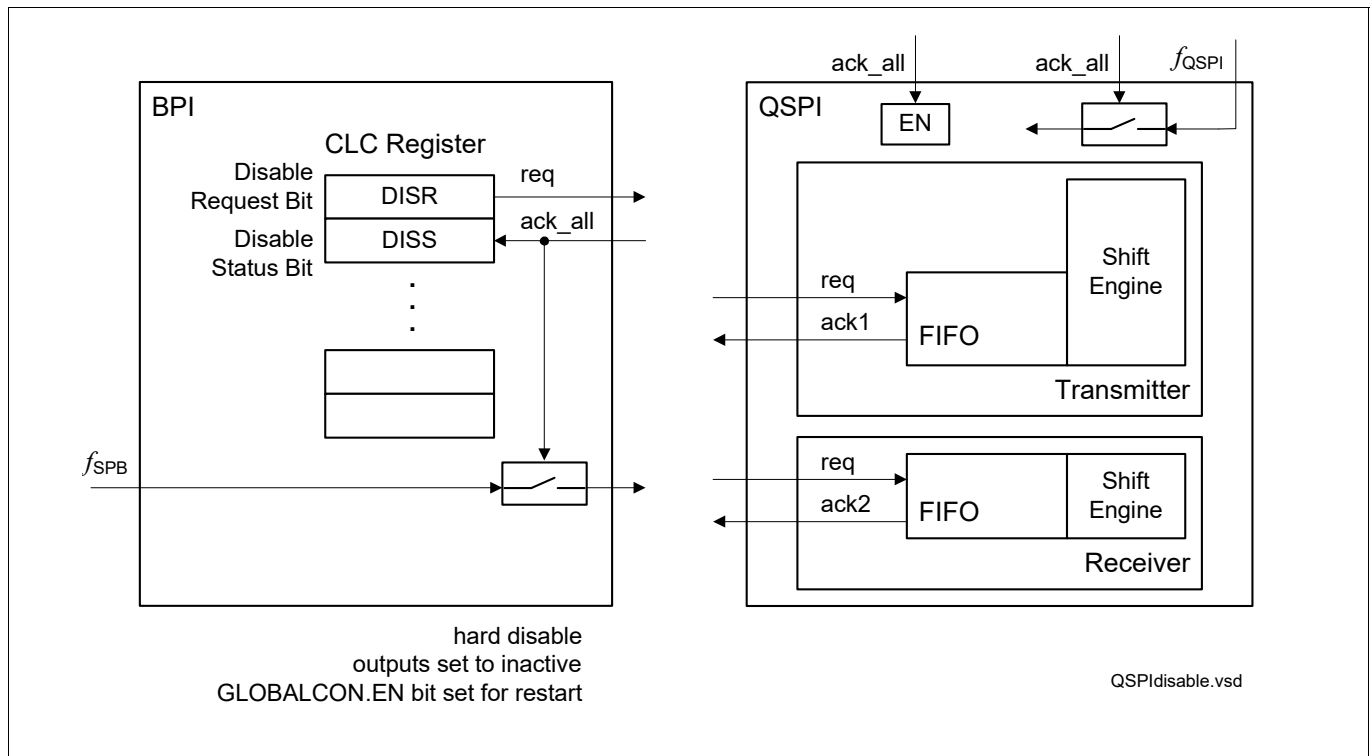 BPI
CLC Register
Disable
Request Bit
DISR
req
Disable
Status Bit
DISS
ack_all
.
.
.
fSPB
hard disable
outputs set to inactive
GLOBALCON.EN bit set for restart
ack_all
ack_all
fQSPI
QSPI
EN
req
ack1
FIFO
Shift
Engine
Transmitter
req
ack2
FIFO
Shift
Engine
Receiver
QSPIdisable.vsd